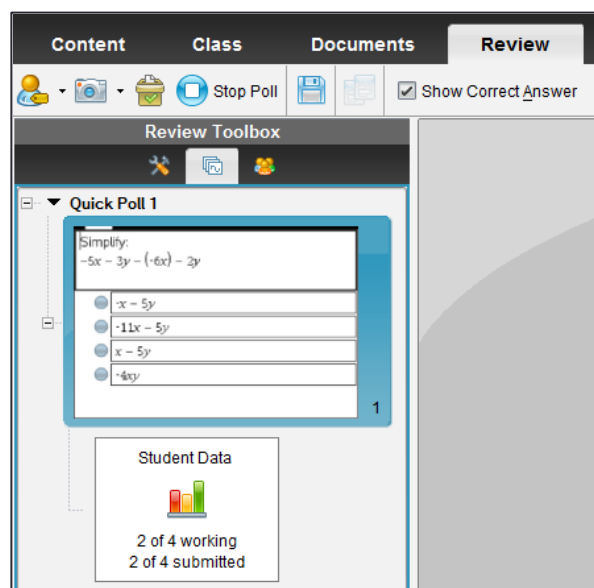 Content Class Documents Review
Stop Poll Show Correct Answer
Review Toolbox
Quick Poll 1
Simplify:
-5x – 3y – (-6x) – 2y
-x – 5y
-11x – 5y
x – 5y
-4xy
1
Student Data
2 of 4 working
2 of 4 submitted